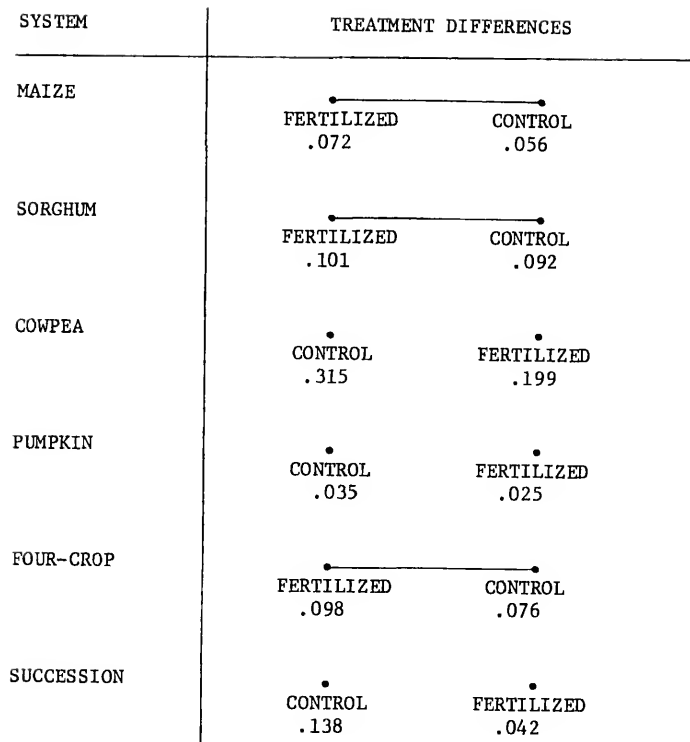 SYSTEM TREATMENT DIFFERENCES
MAIZE
FERTILIZED CONTROL
.072 .056
SORGHUM
FERTILIZED CONTROL
.101 .092
COWPEA
CONTROL FERTILIZED
.315 .199
PUMPKIN
CONTROL FERTILIZED
.035 .025
FOUR-CROP
FERTILIZED CONTROL
.098 .076
SUCCESSION
CONTROL FERTILIZED
.138 .042